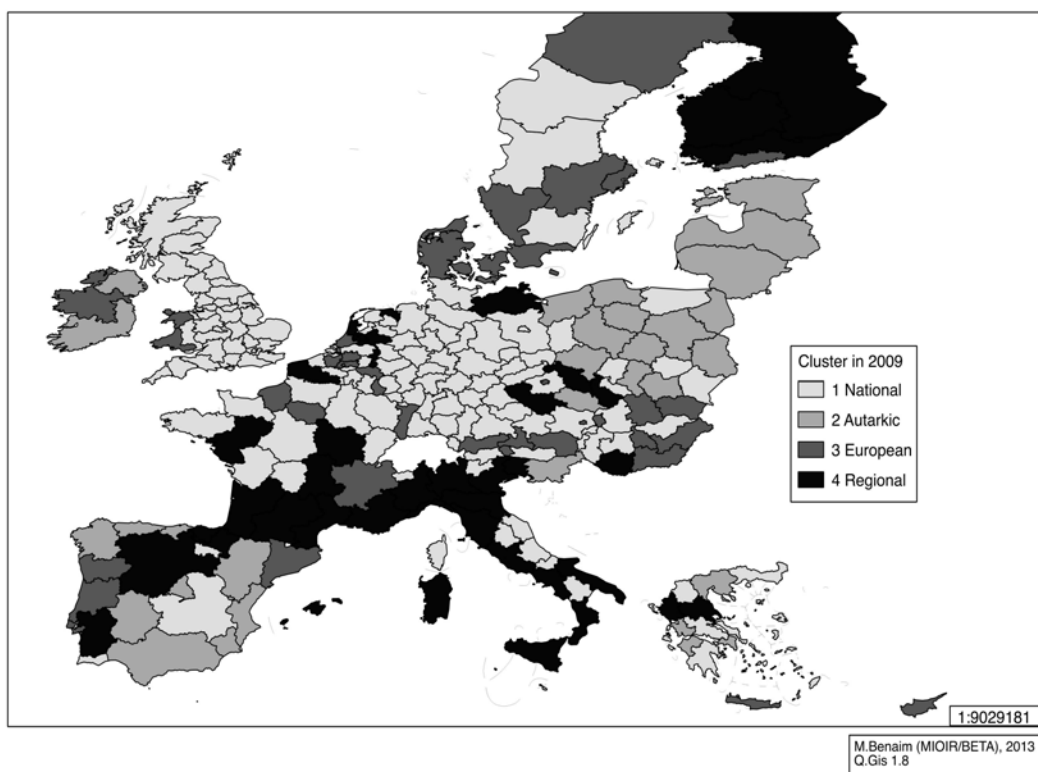 Cluster in 2009
1 National
2 Autarkic
3 European
4 Regional
1:9029181
M.Benaim (MIOIR/BETA), 2013
Q.Gis 1.8